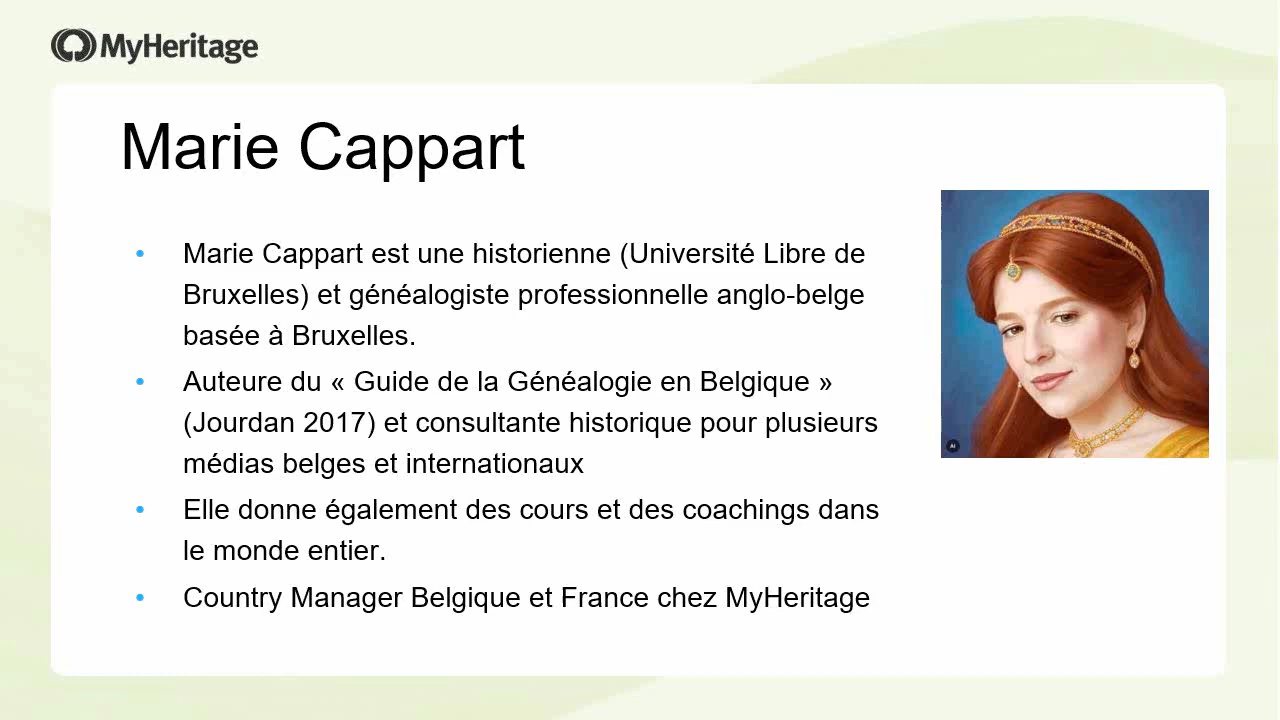 MyHeritage
Marie Cappart
• Marie Cappart est une historienne (Université Libre de
Bruxelles) et généalogiste professionnelle anglo-belge
basée à Bruxelles.
• Auteure du « Guide de la Généalogie en Belgique »
(Jourdan 2017) et consultante historique pour plusieurs
médias belges et internationaux
• Elle donne également des cours et des coachings dans
le monde entier.
• Country Manager Belgique et France chez MyHeritage
AI